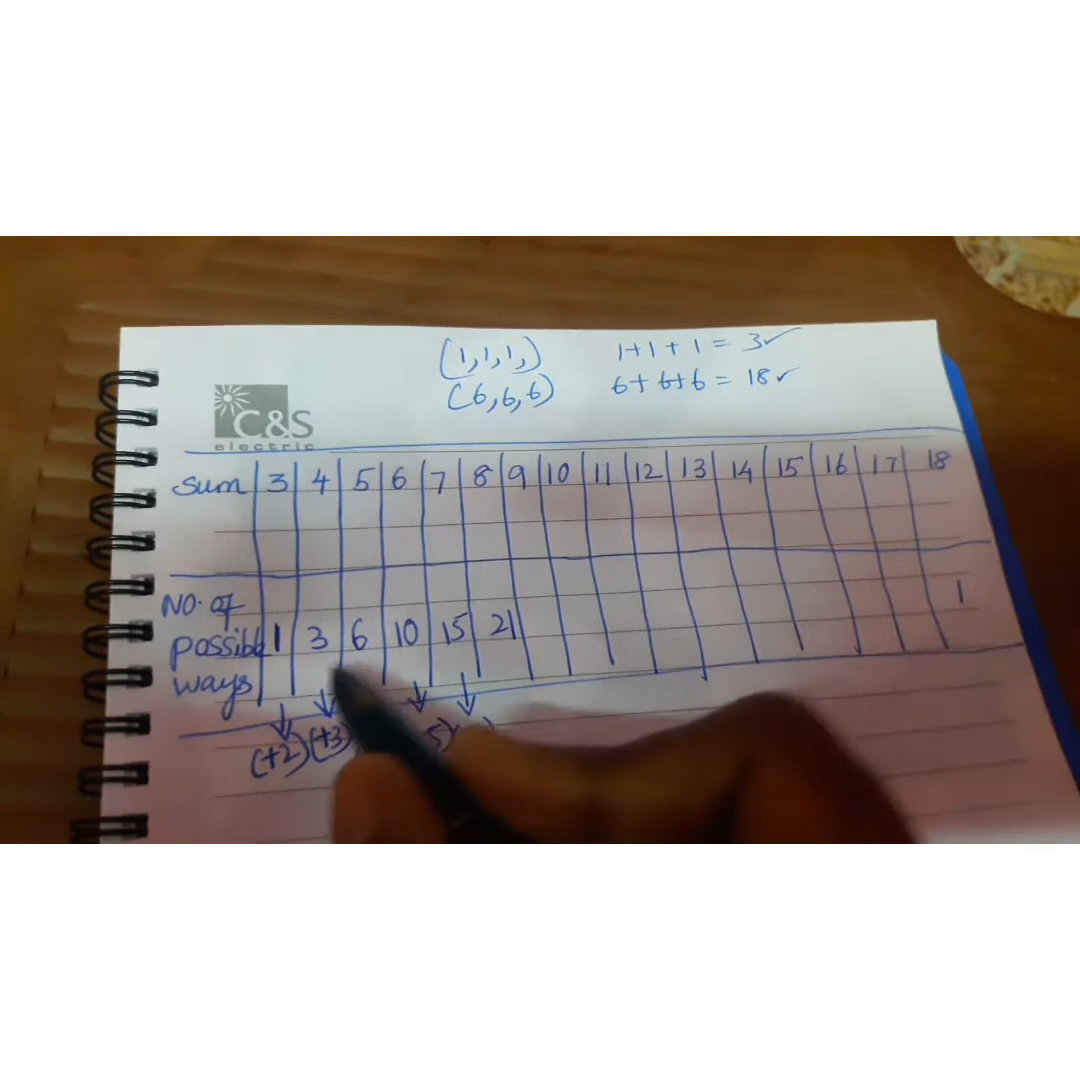 (1,1,1,) 1+1+1 = 3✓
(6,6,6) 6+6+6 = 18✓
C&S
electric
Sum 3 4 5 6 7 8 9 10 11 12 13 14 15 16 17 18
NO. of
possible 1 3 6 10 15 21 1
ways
(+2) (+3)